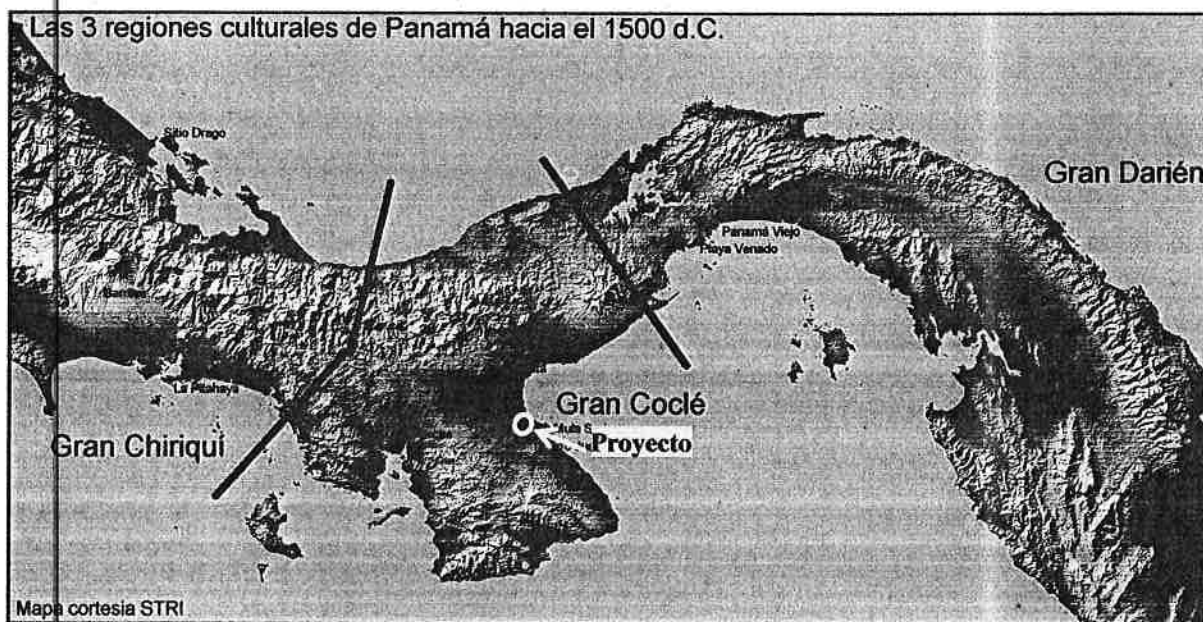 Las 3 regiones culturales de Panamá hacia el 1500 d.C.
Sitio Drago
Gran Darién
Panamá Viejo
Playa Venado
La Pitahaya
Gran Coclé
Proyecto
Gran Chiriquí
Mapa cortesia STRI